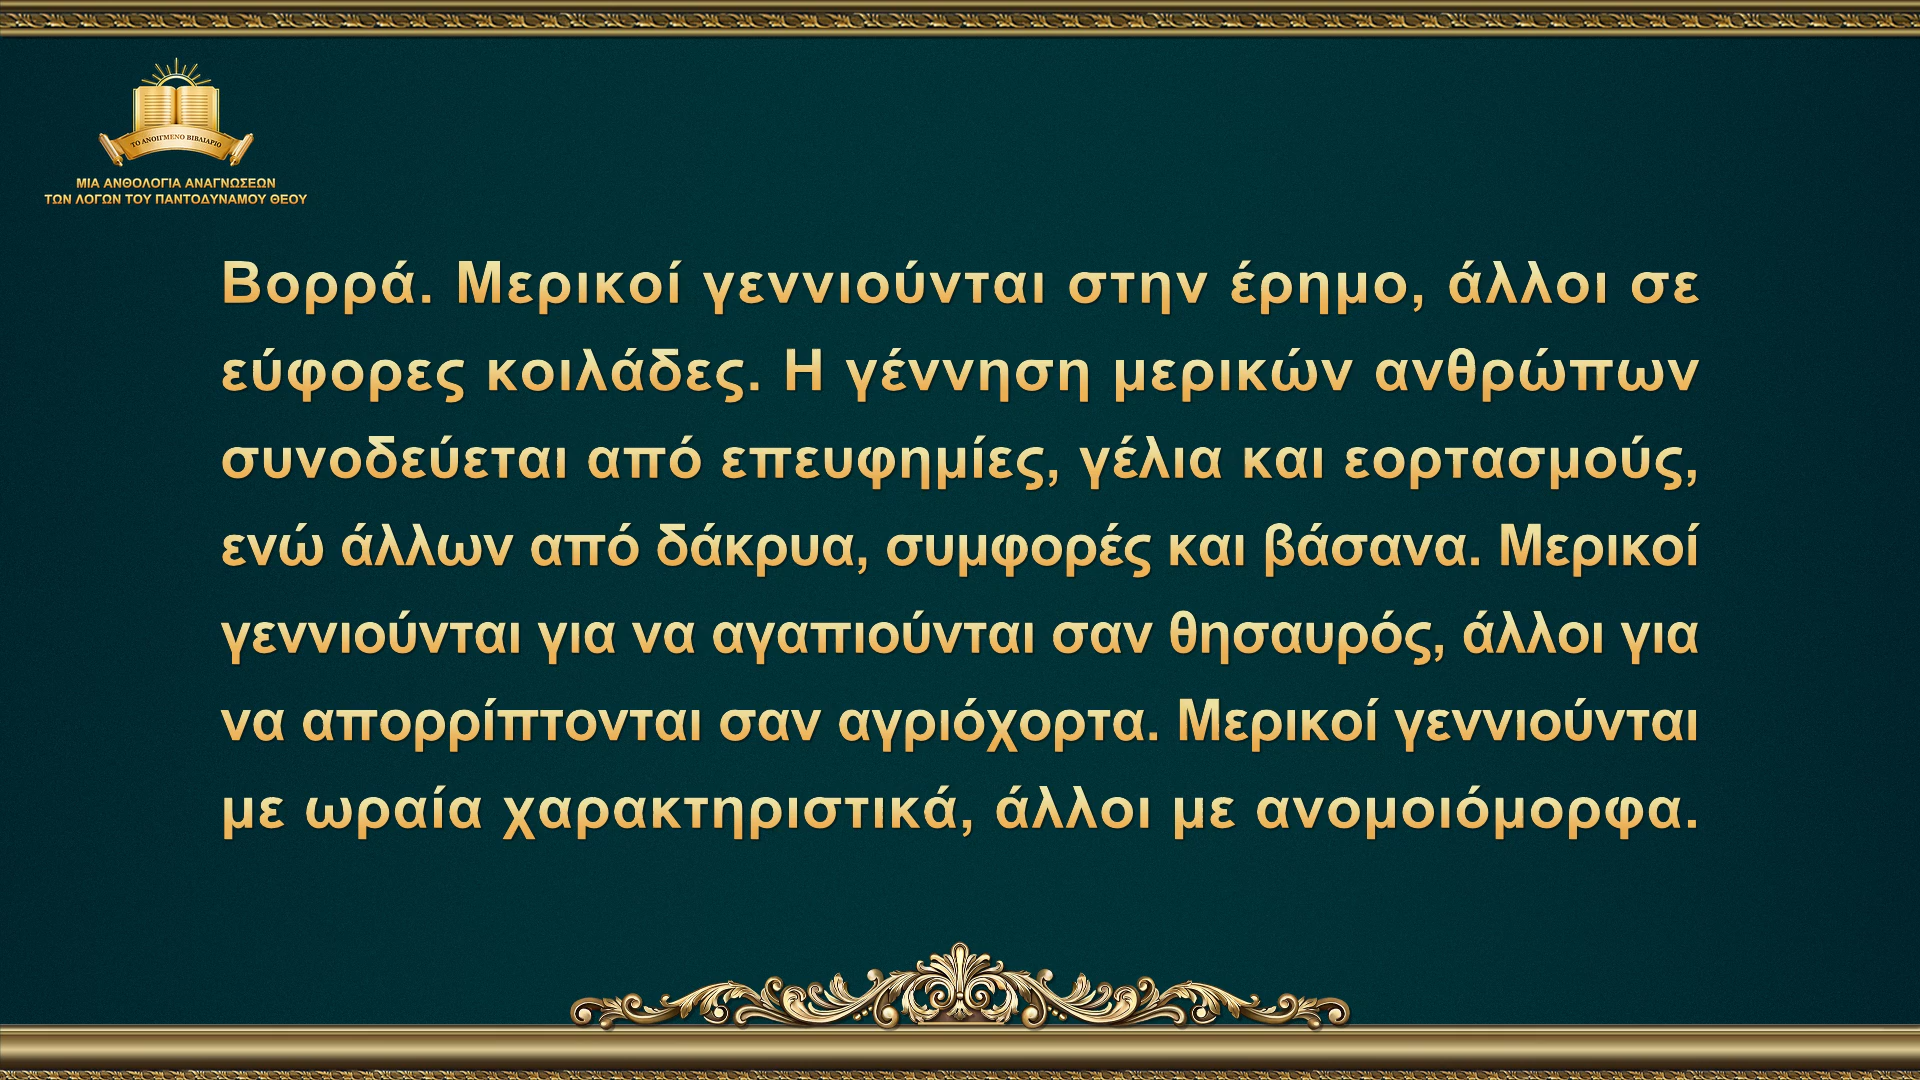 ΤΟ ΑΝΟΙΓΜΕΝΟ ΒΙΒΛΙΑΡΙΟ
ΜΙΑ ΑΝΘΟΛΟΓΙΑ ΑΝΑΓΝΩΣΕΩΝ
ΤΩΝ ΛΟΓΩΝ ΤΟΥ ΠΑΝΤΟΔΥΝΑΜΟΥ ΘΕΟΥ
Βορρά. Μερικοί γεννιούνται στην έρημο, άλλοι σε
εύφορες κοιλάδες. Η γέννηση μερικών ανθρώπων
συνοδεύεται από επευφημίες, γέλια και εορτασμούς,
ενώ άλλων από δάκρυα, συμφορές και βάσανα. Μερικοί
γεννιούνται για να αγαπιούνται σαν θησαυρός, άλλοι για
να απορρίπτονται σαν αγριόχορτα. Μερικοί γεννιούνται
με ωραία χαρακτηριστικά, άλλοι με ανομοιόμορφα.